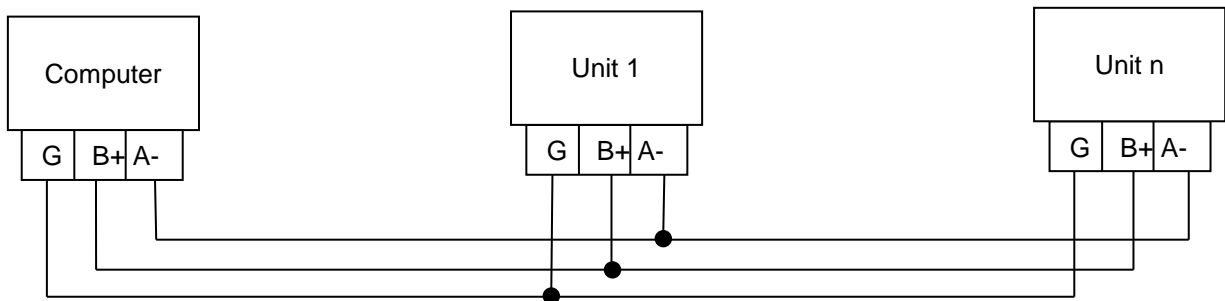 Computer
G B+ A-
Unit 1
G B+ A-
Unit n
G B+ A-